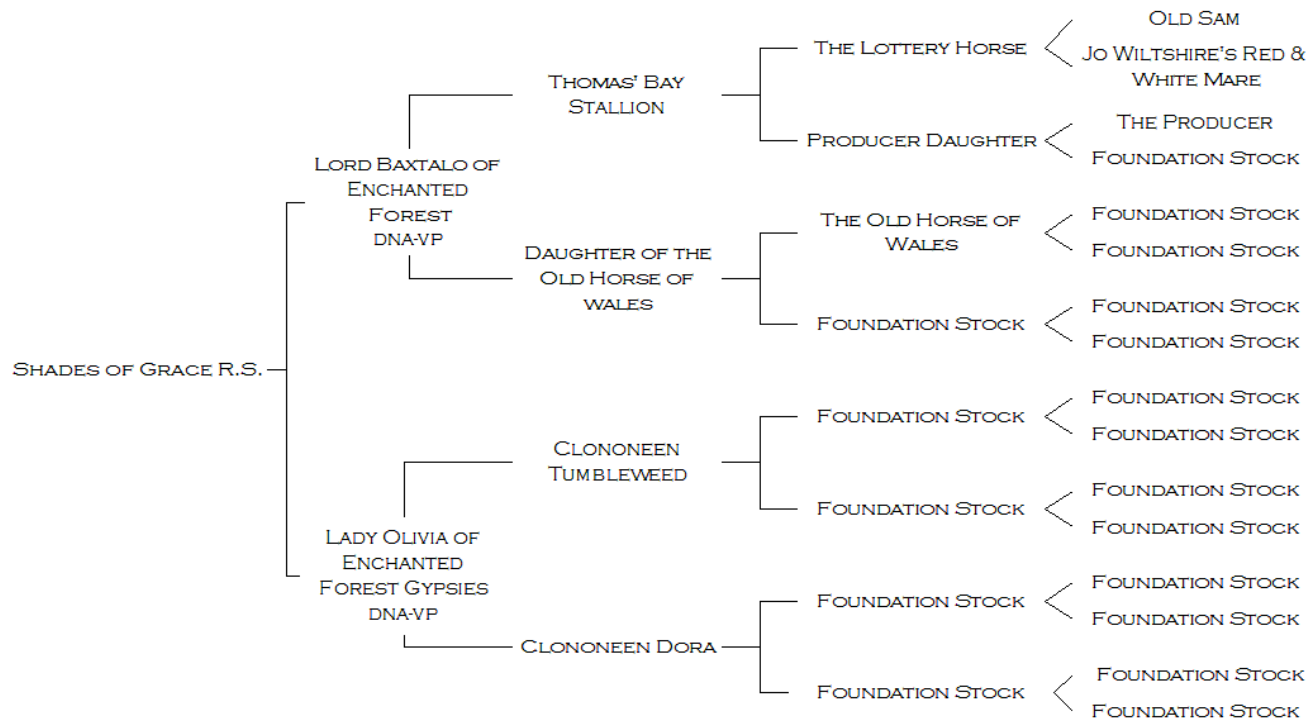 Old Sam
The Lottery Horse
Jo Wiltshire's Red &
White Mare
Thomas' Bay
Stallion
The Producer
Producer Daughter
Foundation Stock
Lord Baxtalo of
Enchanted
Forest
DNA-VP
Foundation Stock
The Old Horse of
Wales
Foundation Stock
Daughter of the
Old Horse of
wales
Foundation Stock
Foundation Stock
Foundation Stock
Shades of Grace R.S.
Foundation Stock
Foundation Stock
Foundation Stock
Clononeen
Tumbleweed
Foundation Stock
Foundation Stock
Foundation Stock
Lady Olivia of
Enchanted
Forest Gypsies
DNA-VP
Foundation Stock
Foundation Stock
Foundation Stock
Clononeen Dora
Foundation Stock
Foundation Stock
Foundation Stock